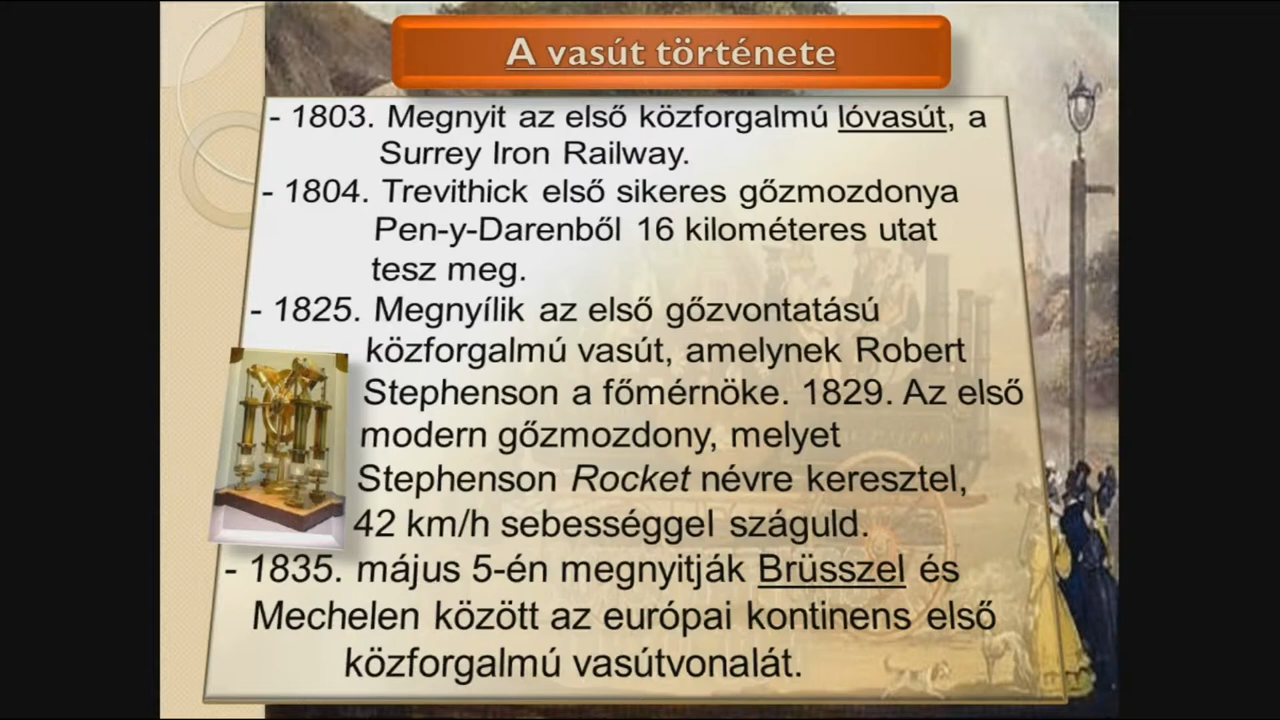 A vasút története
- 1803. Megnyit az első közforgalmú lóvasút, a
Surrey Iron Railway.
- 1804. Trevithick első sikeres gőzmozdonya
Pen-y-Darenből 16 kilométeres utat
tesz meg.
- 1825. Megnyílik az első gőzvontatású
közforgalmú vasút, amelynek Robert
Stephenson a főmérnöke. 1829. Az első
modern gőzmozdony, melyet
Stephenson Rocket névre keresztel,
42 km/h sebességgel száguld.
- 1835. május 5-én megnyitják Brüsszel és
Mechelen között az európai kontinens első
közforgalmú vasútvonalát.